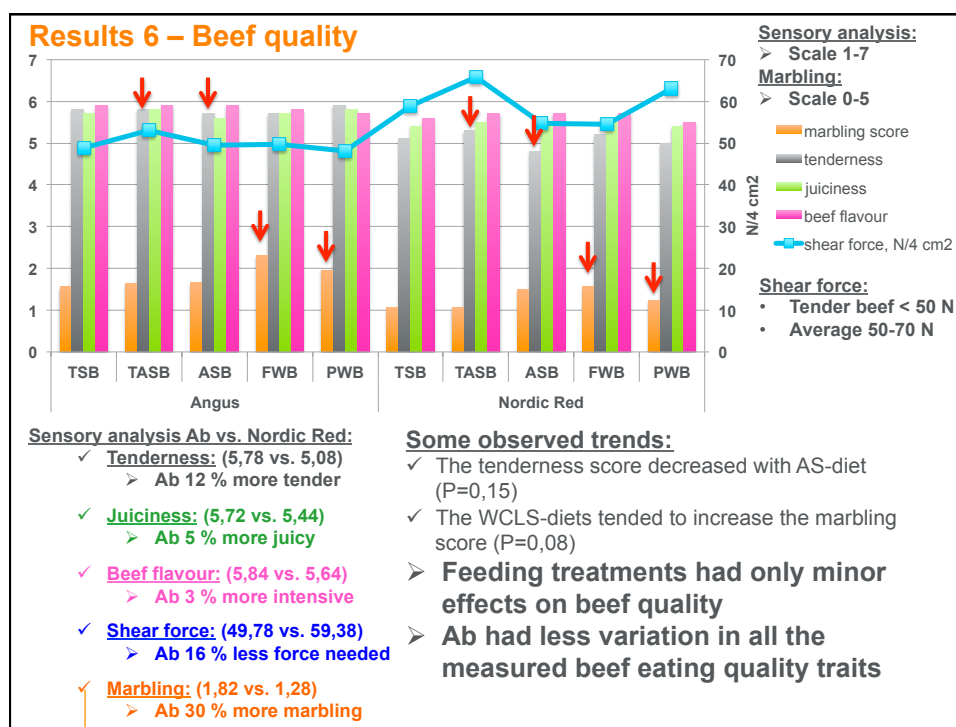 Results 6 – Beef quality
7
6
5
4
3
2
1
0
70
60
50
40
30
20
10
0
N/4 cm2
TSB TASB ASB FWB PWB TSB TASB ASB FWB PWB
Angus Nordic Red
Sensory analysis:
➢ Scale 1-7
Marbling:
➢ Scale 0-5
marbling score
tenderness
juiciness
beef flavour
shear force, N/4 cm2
Shear force:
• Tender beef < 50 N
• Average 50-70 N
Sensory analysis Ab vs. Nordic Red:
✓ Tenderness: (5,78 vs. 5,08)
➢ Ab 12 % more tender
✓ Juiciness: (5,72 vs. 5,44)
➢ Ab 5 % more juicy
✓ Beef flavour: (5,84 vs. 5,64)
➢ Ab 3 % more intensive
✓ Shear force: (49,78 vs. 59,38)
➢ Ab 16 % less force needed
✓ Marbling: (1,82 vs. 1,28)
➢ Ab 30 % more marbling
Some observed trends:
✓ The tenderness score decreased with AS-diet
(P=0,15)
✓ The WCLS-diets tended to increase the marbling
score (P=0,08)
➢ Feeding treatments had only minor
effects on beef quality
➢ Ab had less variation in all the
measured beef eating quality traits